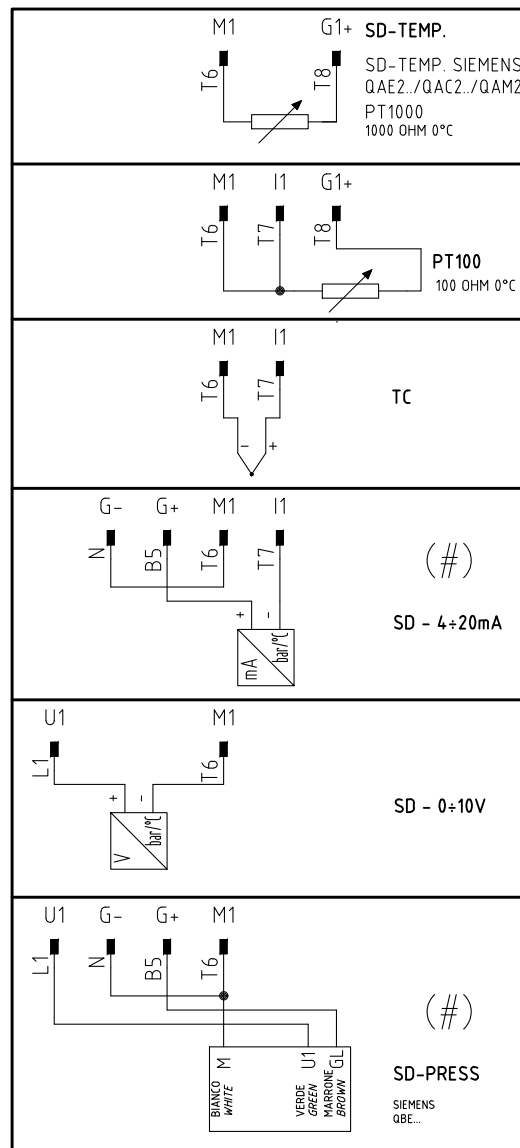 M1 G1+ SD-TEMP.
T6 T8 SD-TEMP. SIEMENS
QAE2../QAC2../QAM2
PT1000
1000 OHM 0°C
M1 I1 G1+
T6 T7 T8
PT100
100 OHM 0°C
M1 I1
T6 T7
TC
- +
G- G+ M1 I1
N B5 T6 T7
(#)
+ -
SD - 4÷20mA
mA bar/°C
U1 M1
L1 T6
+ -
SD - 0÷10V
V bar/°C
U1 G- G+ M1
L1 N B5 T6
(#)
M U1 GL
BIANCO VERDE MARRONE
WHITE GREEN BROWN
SD-PRESS
SIEMENS
QBE...